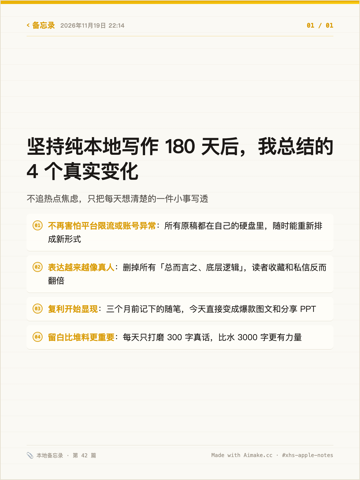 ‹ 备忘录 2026年11月19日 22:14 01 / 01
坚持纯本地写作 180 天后，我总结的
4 个真实变化
不追热点焦虑，只把每天想清楚的一件小事写透
01 不再害怕平台限流或账号异常：所有原稿都在自己的硬盘里，随时能重新排
成新形式
02 表达越来越像真人：删掉所有「总而言之、底层逻辑」，读者收藏和私信反而
翻倍
03 复利开始显现：三个月前记下的随笔，今天直接变成爆款图文和分享 PPT
04 留白比堆料更重要：每天只打磨 300 字真话，比水 3000 字更有力量
本地备忘录 · 第 42 篇 Made with Aimake.cc · #xhs-apple-notes